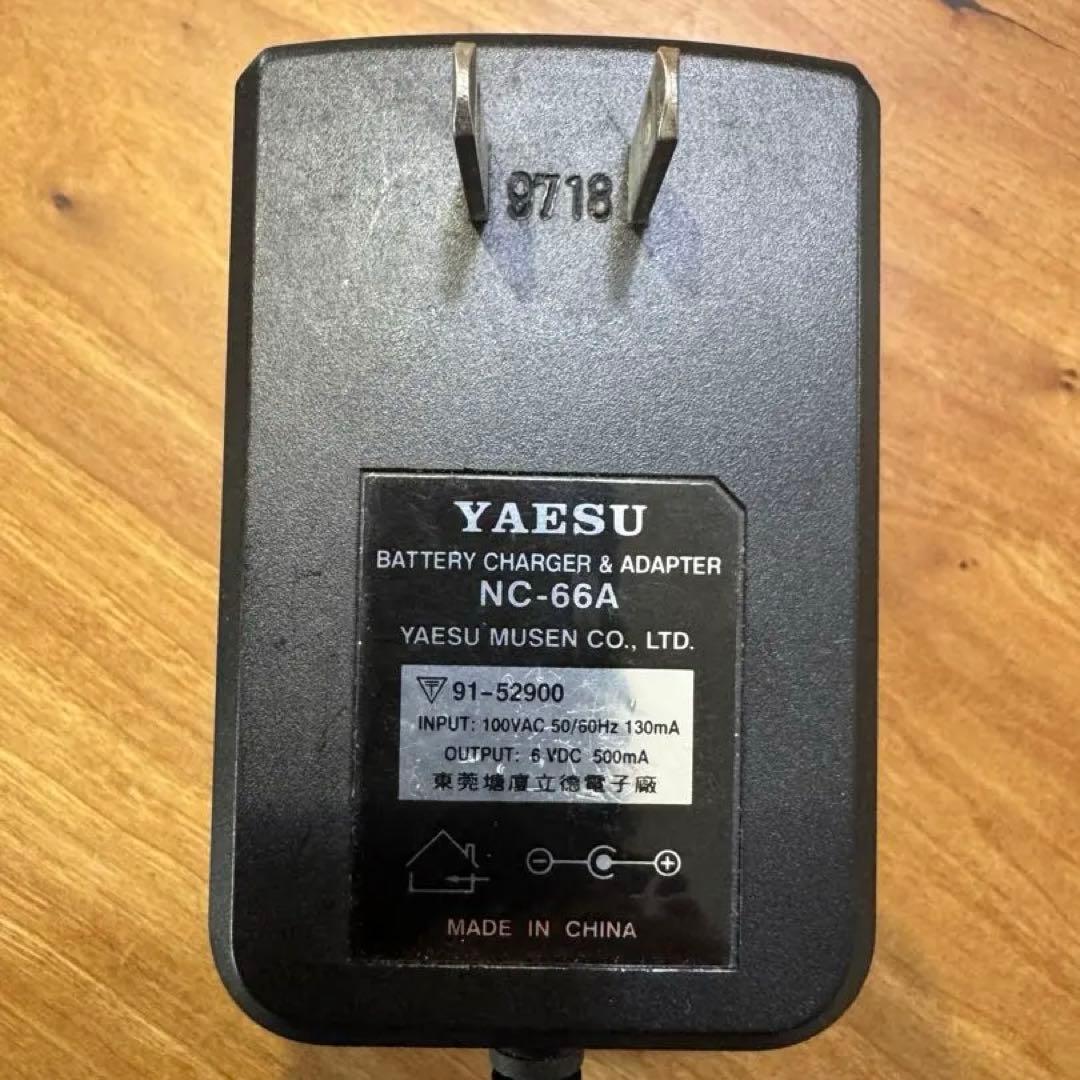 9718
YAESU
BATTERY CHARGER & ADAPTER
NC-66A
YAESU MUSEN CO., LTD.
91-52900
INPUT: 100VAC 50/60Hz 130mA
OUTPUT: 6 VDC 500mA
東莞塘廈立德電子廠
MADE IN CHINA